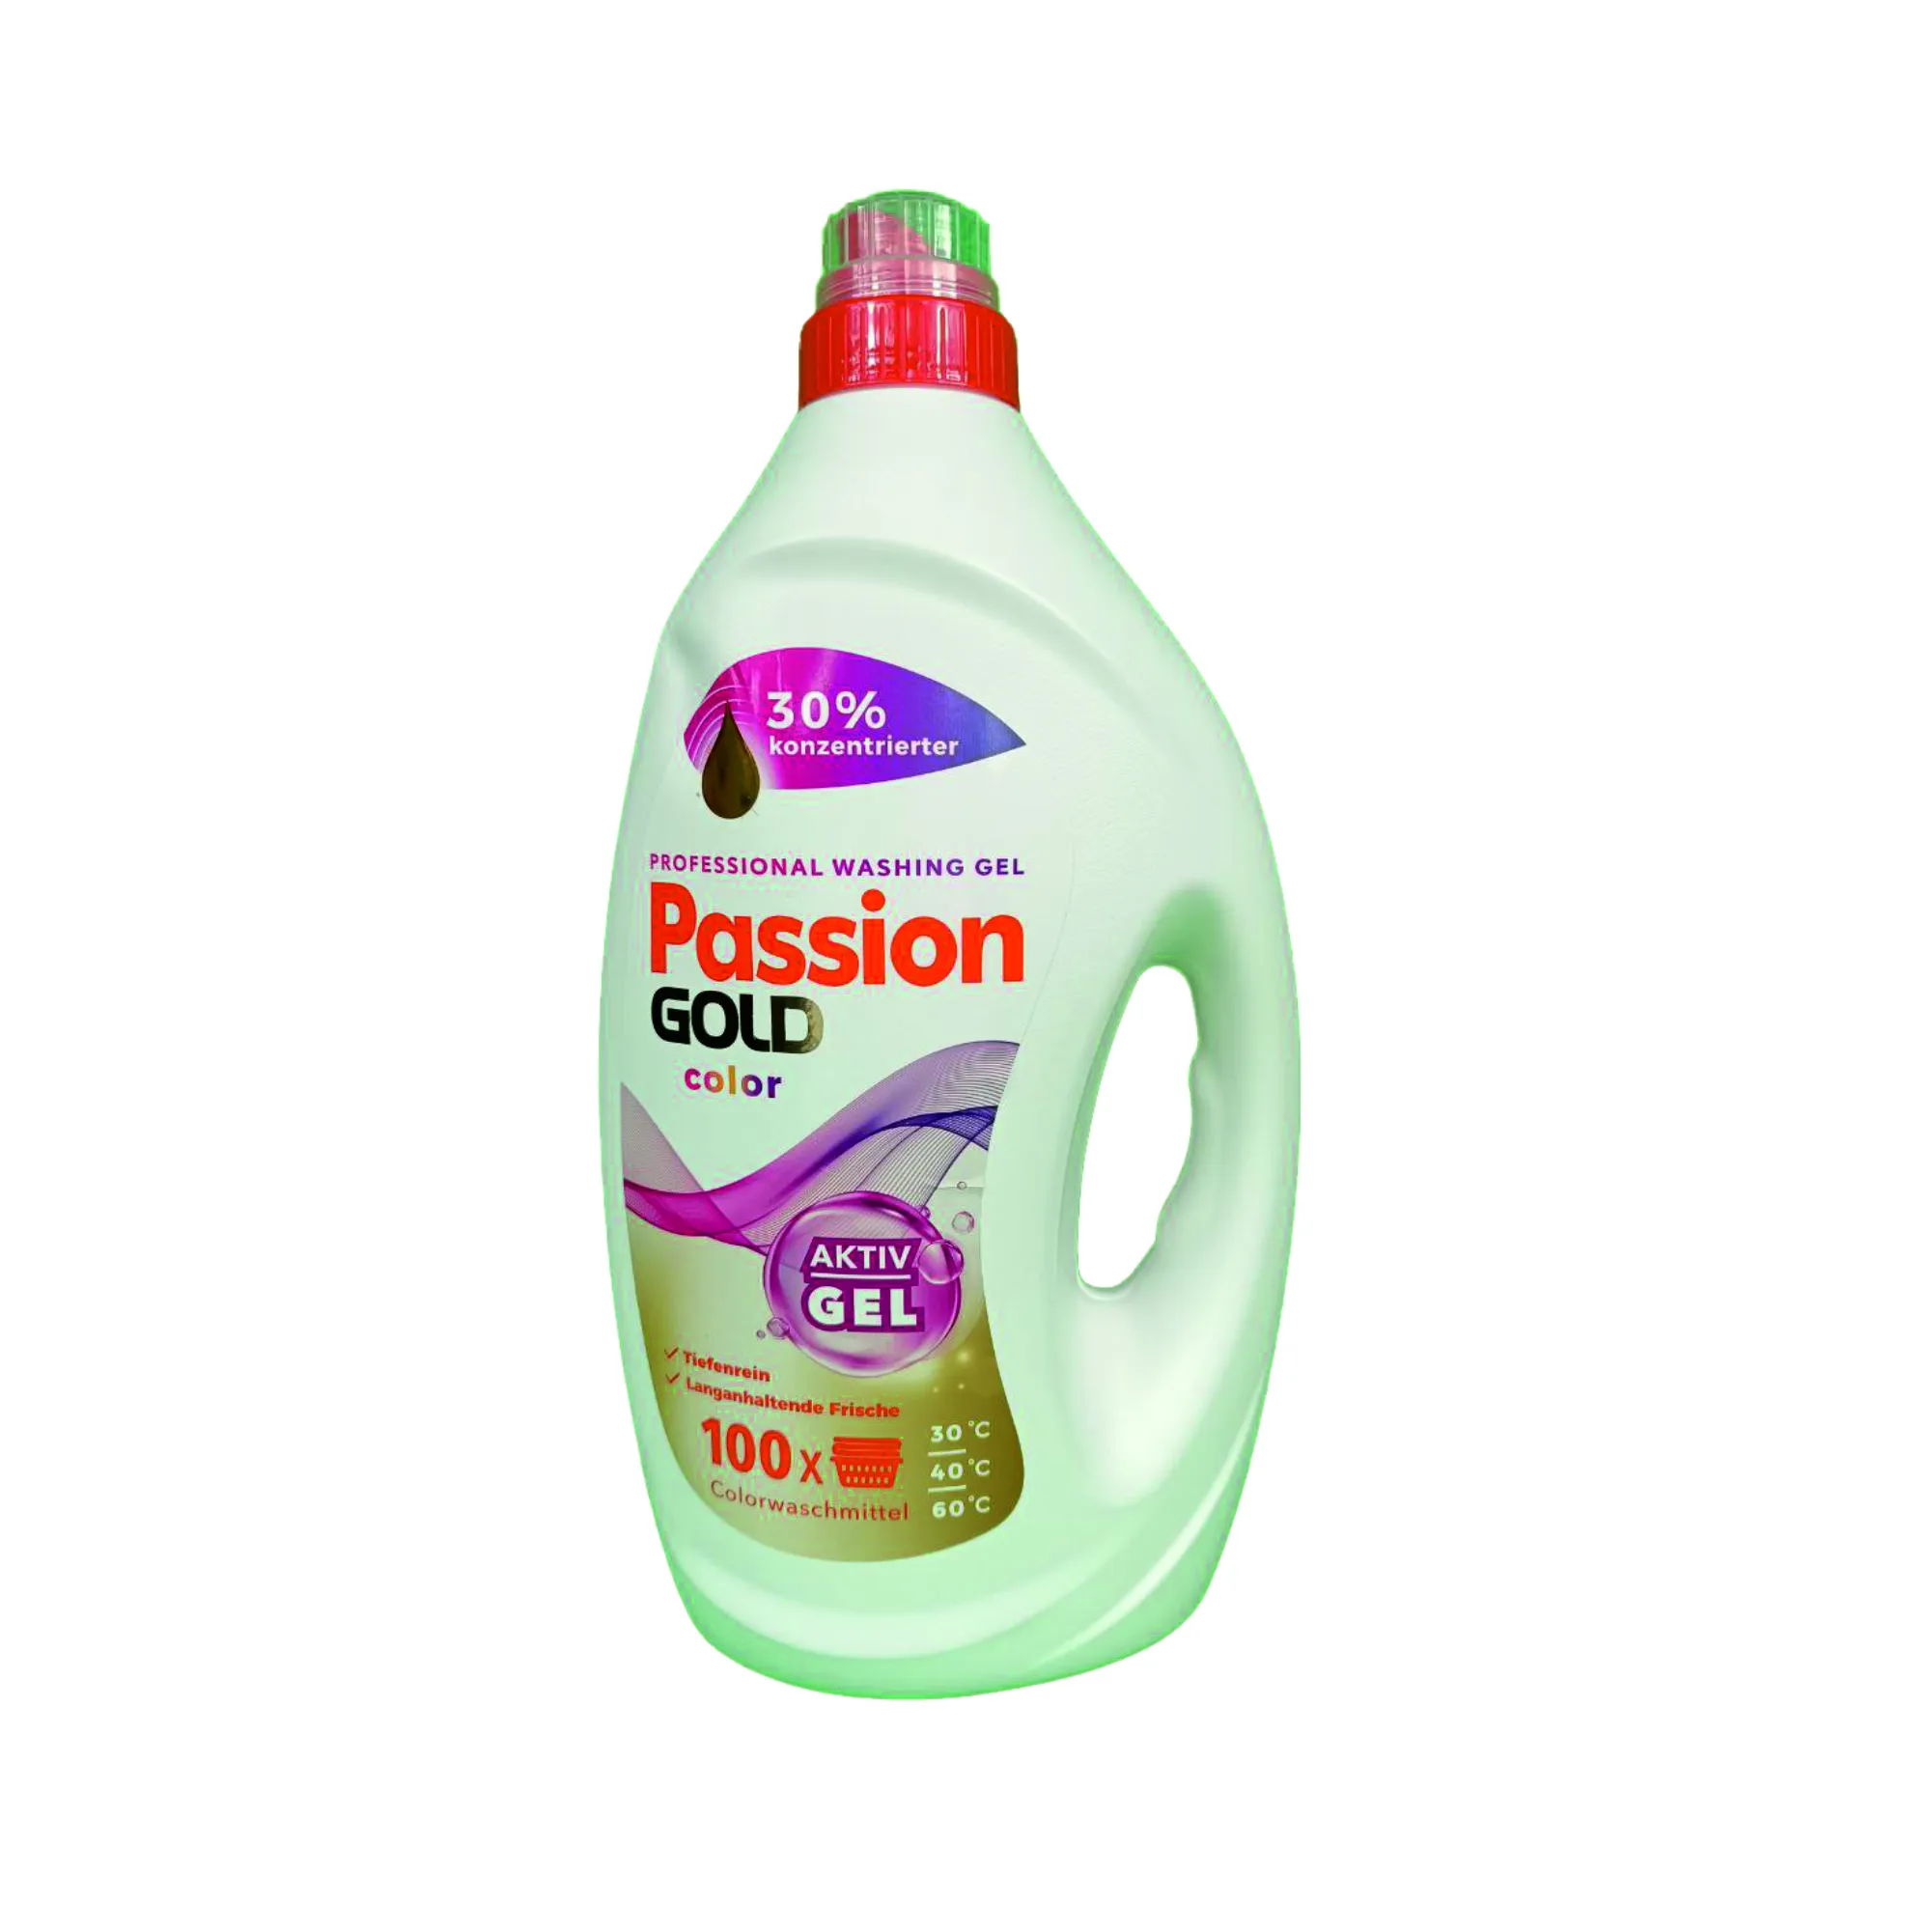 30%
konzentrierter
PROFESSIONAL WASHING GEL
Passion
GOLD
color
AKTIV
GEL
✓ Tiefenrein
✓ Langanhaltende Frische
100 x
Colorwaschmittel
30 °C
40 °C
60 °C